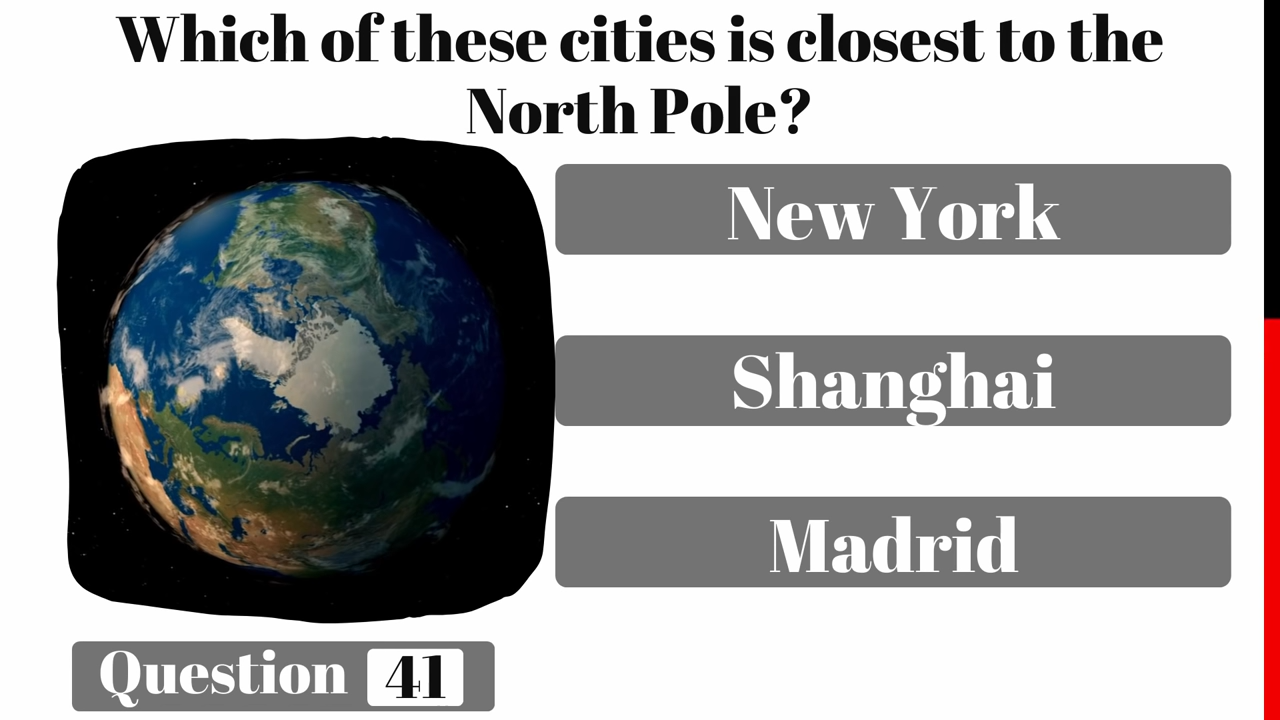 Which of these cities is closest to the
North Pole?
New York
Shanghai
Madrid
Question 41